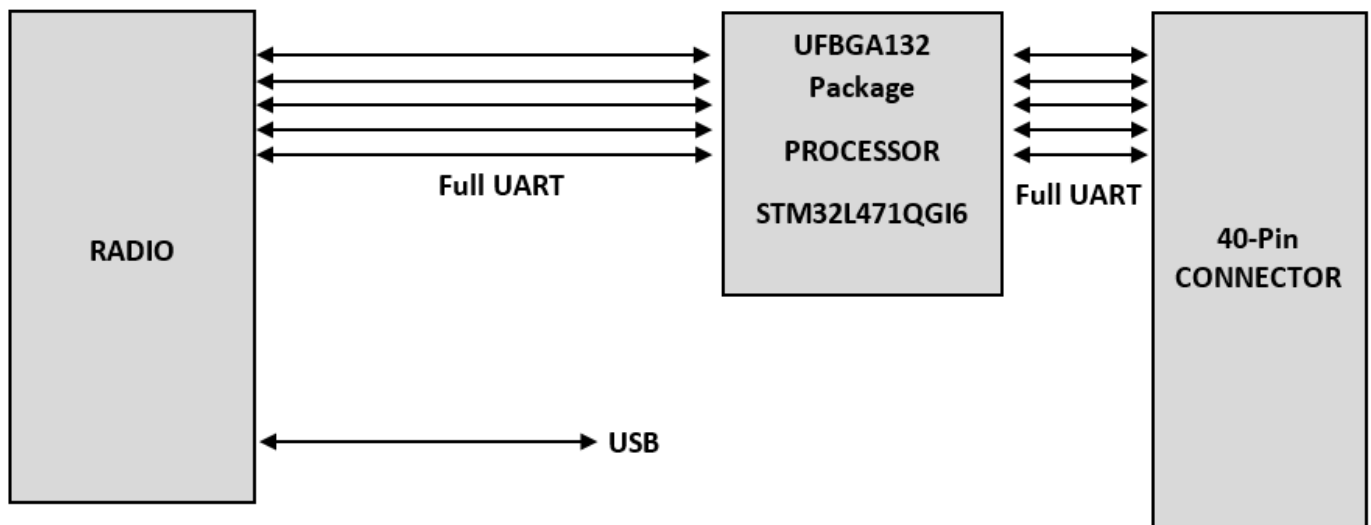 RADIO
Full UART
USB
UFBGA132
Package
PROCESSOR
STM32L471QGI6
Full UART
40-Pin
CONNECTOR